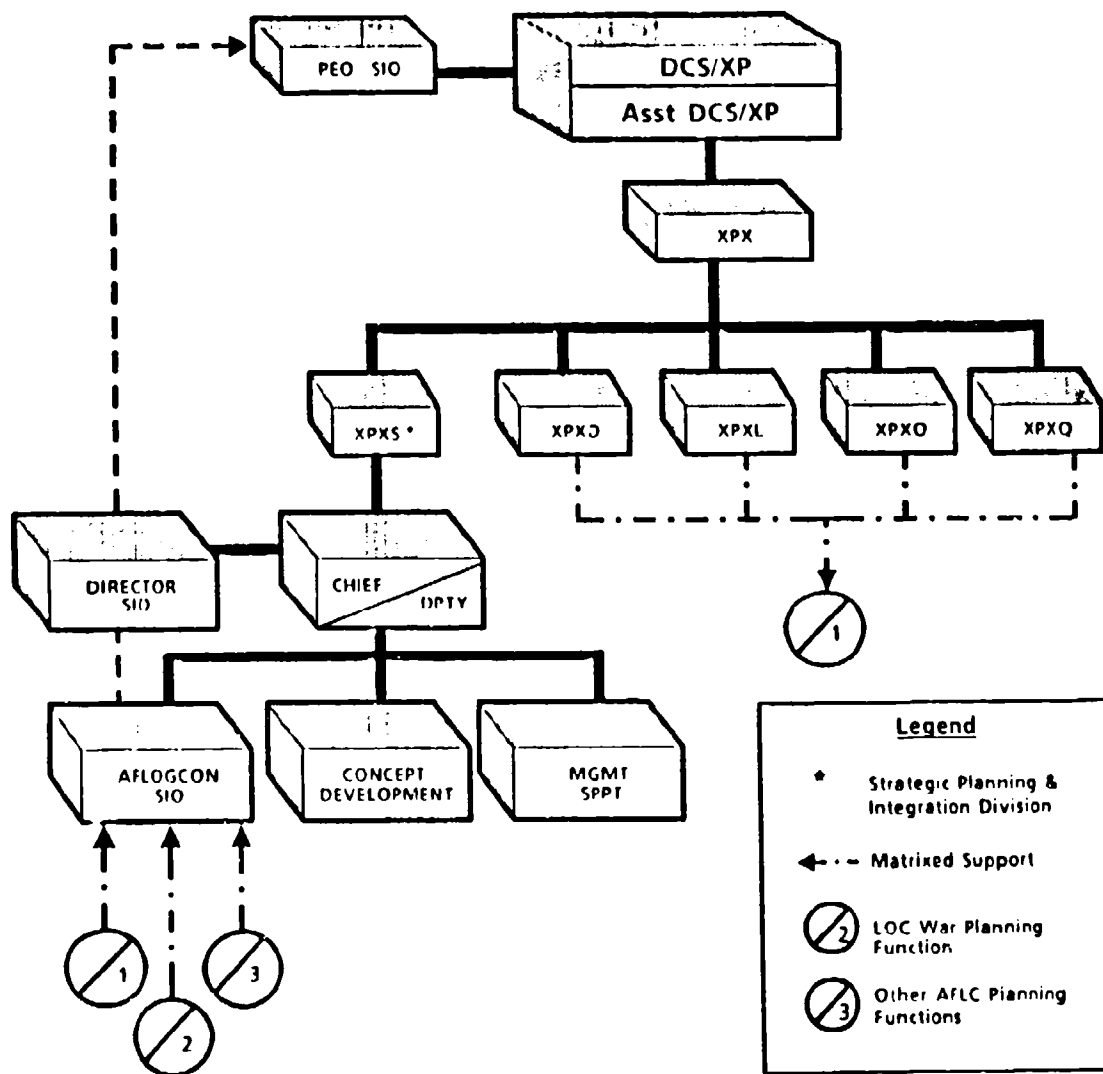 PEO SIO
DCS/XP
Asst DCS/XP
XPX
XPXS *
XPXD
XPXL
XPXO
XPXQ
DIRECTOR
SIO
CHIEF
DPTY
AFLOGCON
SIO
CONCEPT
DEVELOPMENT
MGMT
SPPT
1
1
2
3
Legend
* Strategic Planning &
Integration Division
Matrixed Support
2 LOC War Planning
Function
3 Other AFLC Planning
Functions